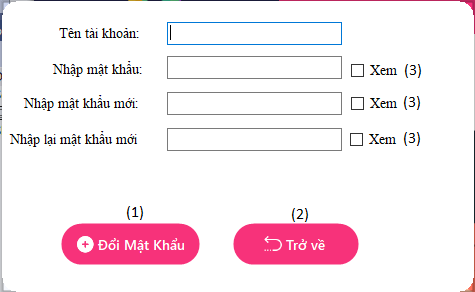 Tên tài khoản:
Nhập mật khẩu: Xem (3)
Nhập mật khẩu mới: Xem (3)
Nhập lại mật khẩu mới Xem (3)
(1) (2)
Đổi Mật Khẩu Trở về